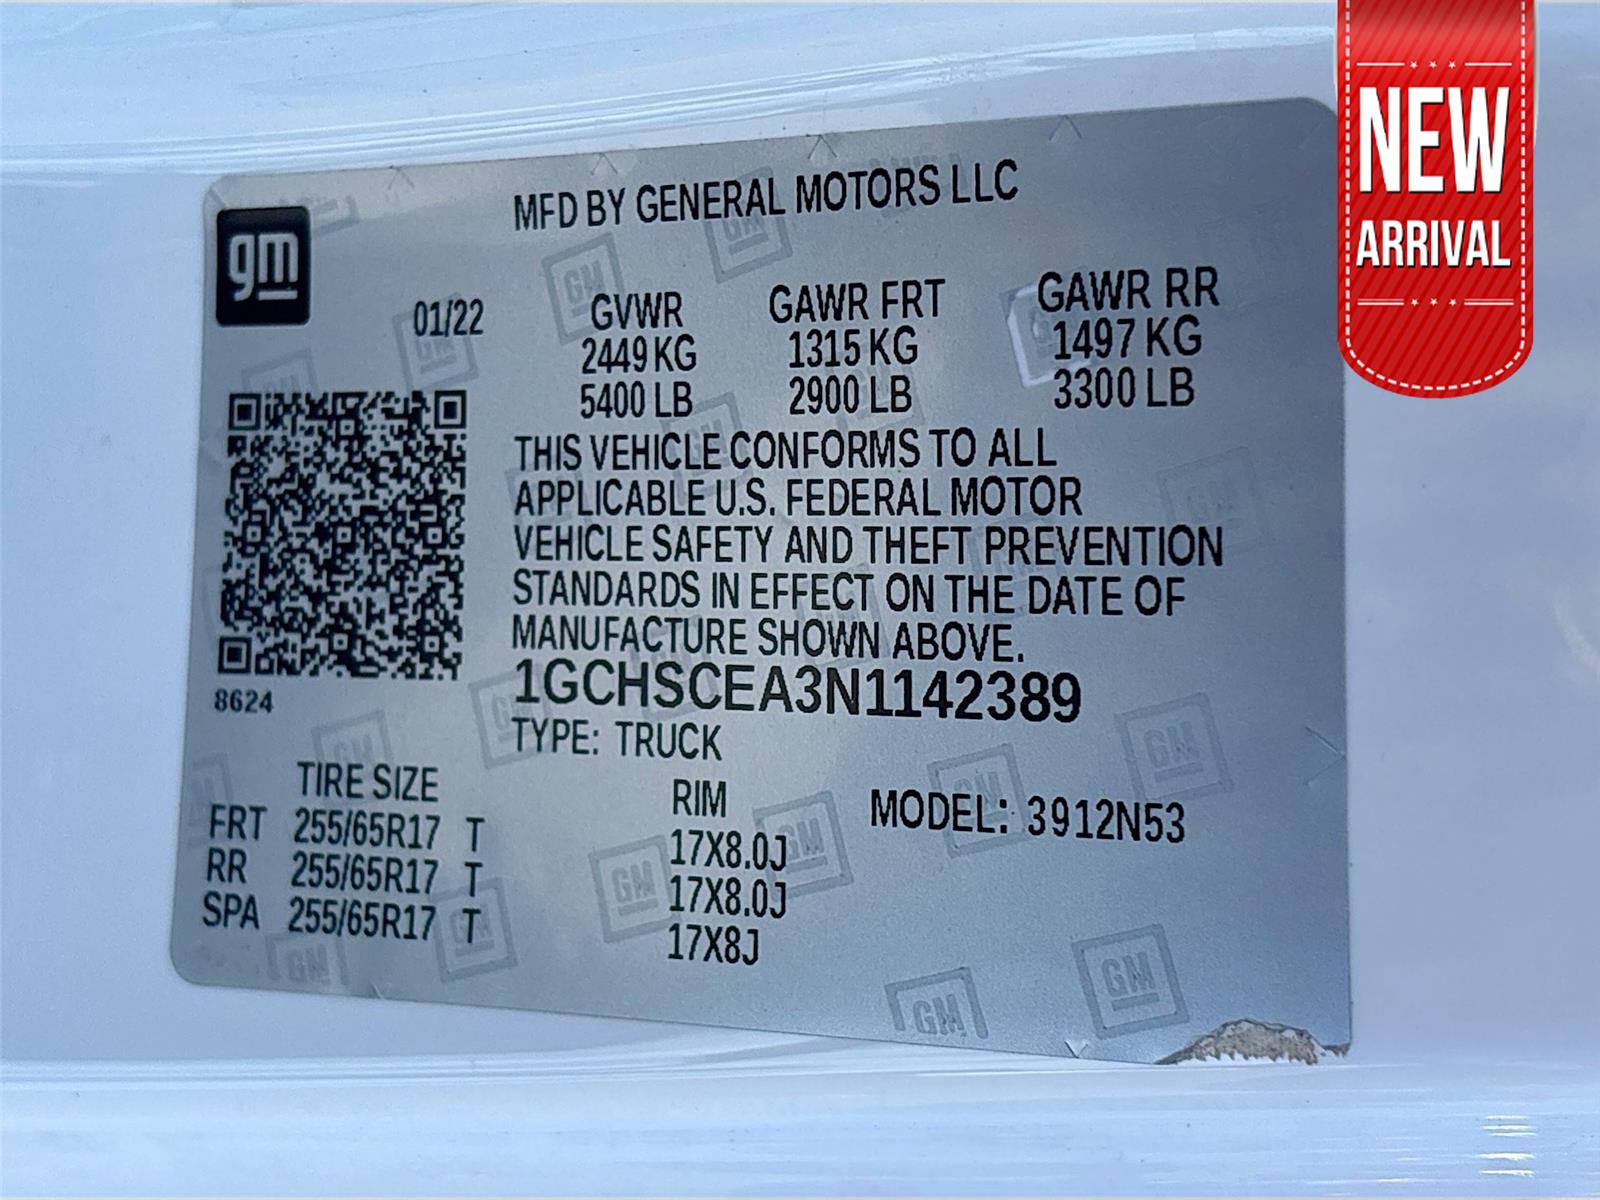 NEW
ARRIVAL
MFD BY GENERAL MOTORS LLC
gm
01/22 GVWR GAWR FRT GAWR RR
2449 KG 1315 KG 1497 KG
5400 LB 2900 LB 3300 LB
THIS VEHICLE CONFORMS TO ALL
APPLICABLE U.S. FEDERAL MOTOR
VEHICLE SAFETY AND THEFT PREVENTION
STANDARDS IN EFFECT ON THE DATE OF
MANUFACTURE SHOWN ABOVE.
1GCHSCEA3N1142389
8624
TYPE: TRUCK
TIRE SIZE RIM
MODEL: 3912N53
FRT 255/65R17 T 17X8.0J
RR 255/65R17 T 17X8.0J
SPA 255/65R17 T 17X8J